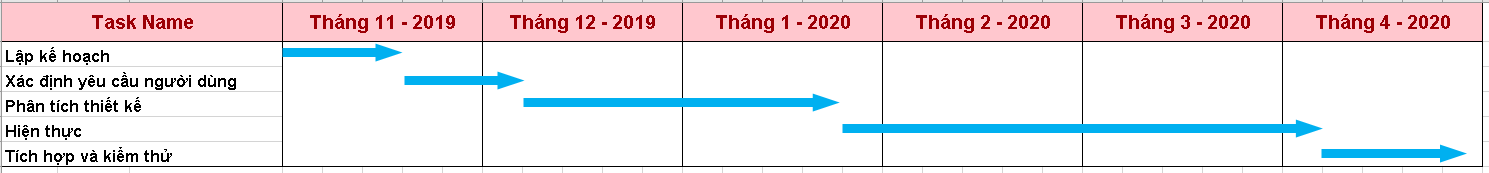 Task Name Tháng 11 - 2019 Tháng 12 - 2019 Tháng 1 - 2020 Tháng 2 - 2020 Tháng 3 - 2020 Tháng 4 - 2020
Lập kế hoạch
Xác định yêu cầu người dùng
Phân tích thiết kế
Hiện thực
Tích hợp và kiểm thử